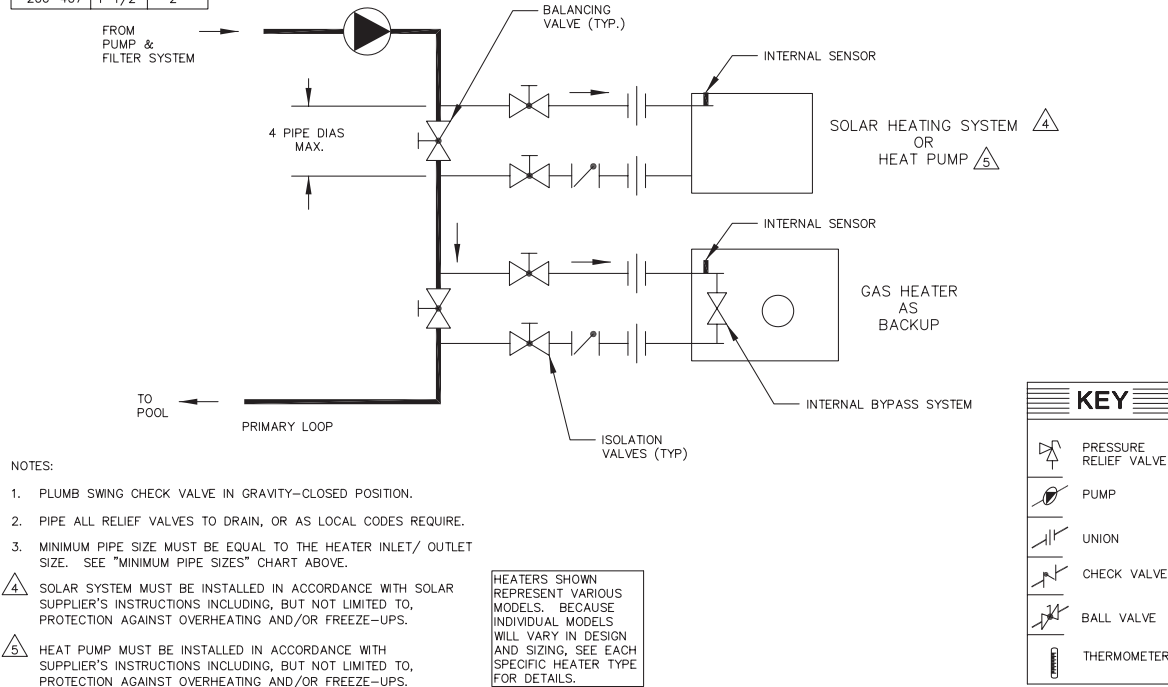 FROM
PUMP &
FILTER SYSTEM
BALANCING
VALVE (TYP.)
INTERNAL SENSOR
4 PIPE DIAS
MAX.
SOLAR HEATING SYSTEM 4
OR
HEAT PUMP 5
INTERNAL SENSOR
GAS HEATER
AS
BACKUP
TO
POOL
PRIMARY LOOP
INTERNAL BYPASS SYSTEM
ISOLATION
VALVES (TYP)
NOTES:
1. PLUMB SWING CHECK VALVE IN GRAVITY-CLOSED POSITION.
2. PIPE ALL RELIEF VALVES TO DRAIN, OR AS LOCAL CODES REQUIRE.
3. MINIMUM PIPE SIZE MUST BE EQUAL TO THE HEATER INLET/ OUTLET
SIZE. SEE "MINIMUM PIPE SIZES" CHART ABOVE.
4 SOLAR SYSTEM MUST BE INSTALLED IN ACCORDANCE WITH SOLAR
SUPPLIER'S INSTRUCTIONS INCLUDING, BUT NOT LIMITED TO,
PROTECTION AGAINST OVERHEATING AND/OR FREEZE-UPS.
5 HEAT PUMP MUST BE INSTALLED IN ACCORDANCE WITH
SUPPLIER'S INSTRUCTIONS INCLUDING, BUT NOT LIMITED TO,
PROTECTION AGAINST OVERHEATING AND/OR FREEZE-UPS.
HEATERS SHOWN
REPRESENT VARIOUS
MODELS. BECAUSE
INDIVIDUAL MODELS
WILL VARY IN DESIGN
AND SIZING, SEE EACH
SPECIFIC HEATER TYPE
FOR DETAILS.
KEY
PRESSURE
RELIEF VALVE
PUMP
UNION
CHECK VALVE
BALL VALVE
THERMOMETER